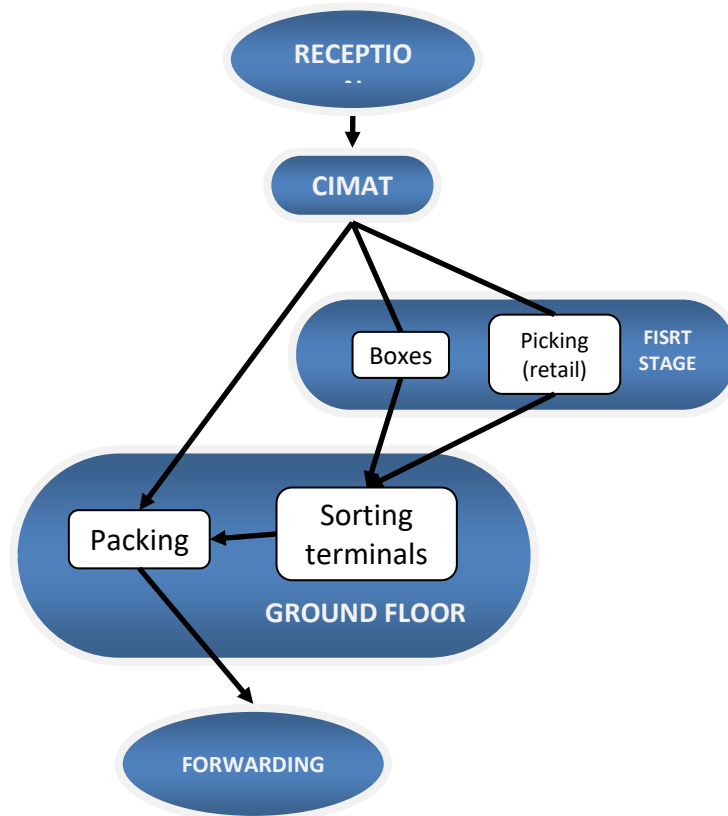 RECEPTIO
CIMAT
Boxes
Picking
(retail)
FISRT
STAGE
Packing
Sorting
terminals
GROUND FLOOR
FORWARDING